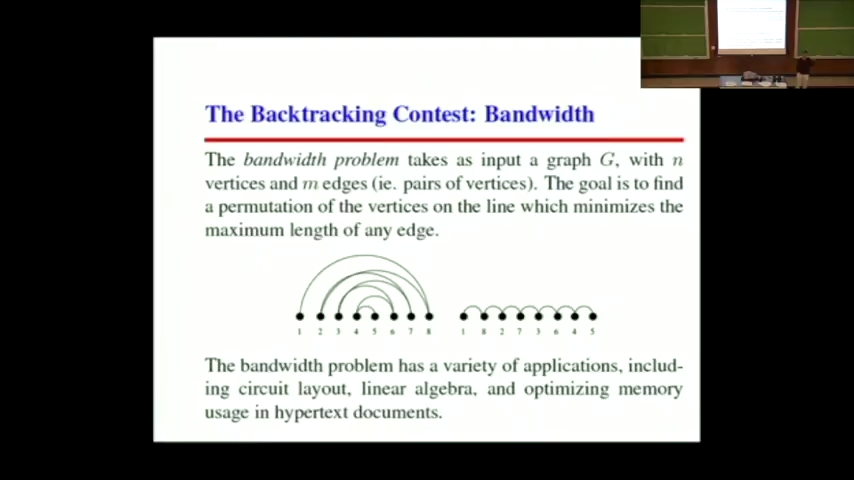 The Backtracking Contest: Bandwidth
The bandwidth problem takes as input a graph G, with n
vertices and m edges (ie. pairs of vertices). The goal is to find
a permutation of the vertices on the line which minimizes the
maximum length of any edge.
1 2 3 4 5 6 7 8 1 8 2 7 3 6 4 5
The bandwidth problem has a variety of applications, includ-
ing circuit layout, linear algebra, and optimizing memory
usage in hypertext documents.